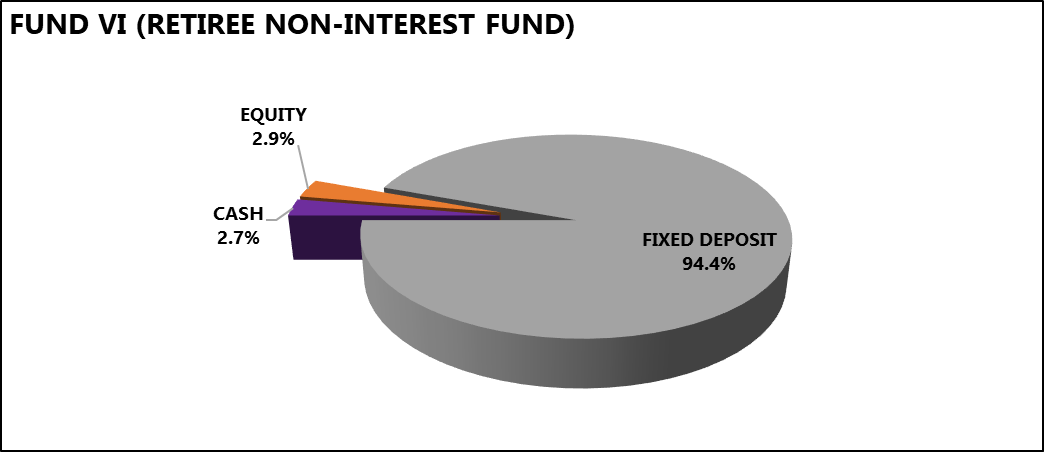 FUND VI (RETIREE NON-INTEREST FUND)
EQUITY
2.9%
CASH
2.7%
FIXED DEPOSIT
94.4%